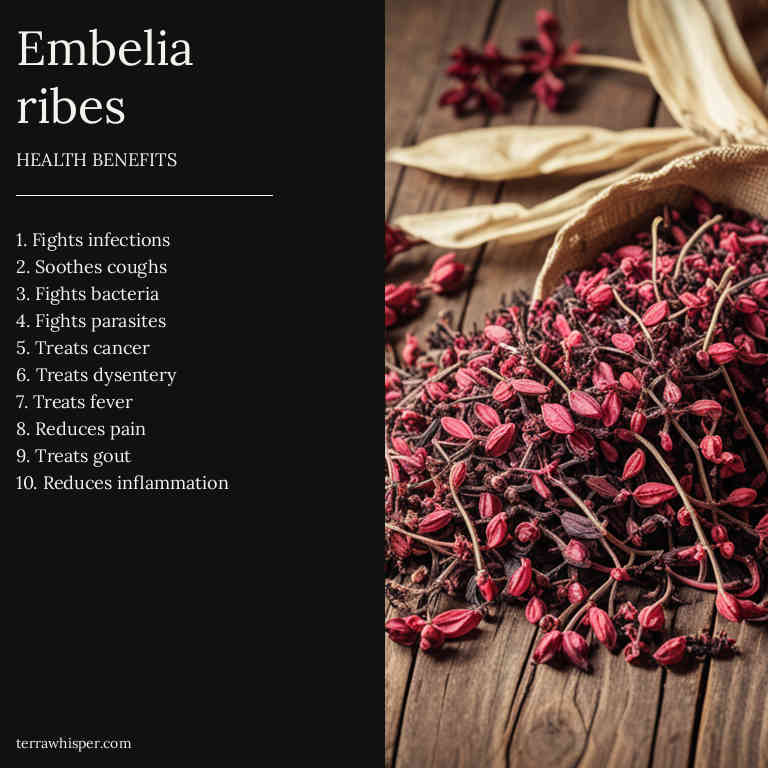 Embelia
ribes
HEALTH BENEFITS
1. Fights infections
2. Soothes coughs
3. Fights bacteria
4. Fights parasites
5. Treats cancer
6. Treats dysentery
7. Treats fever
8. Reduces pain
9. Treats gout
10. Reduces inflammation
terrawhisper.com